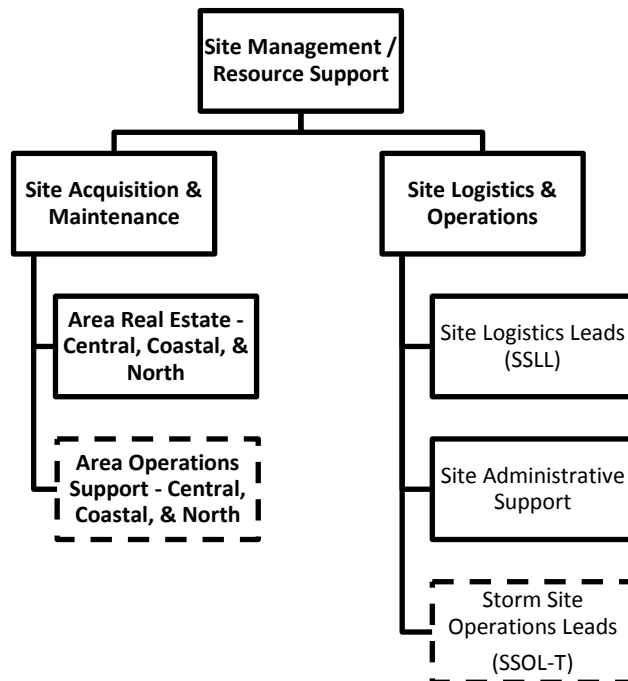 Site Management /
Resource Support
Site Acquisition &
Maintenance
Area Real Estate -
Central, Coastal, &
North
Area Operations
Support - Central,
Coastal, & North
Site Logistics &
Operations
Site Logistics Leads
(SSLL)
Site Administrative
Support
Storm Site
Operations Leads
(SSOL-T)